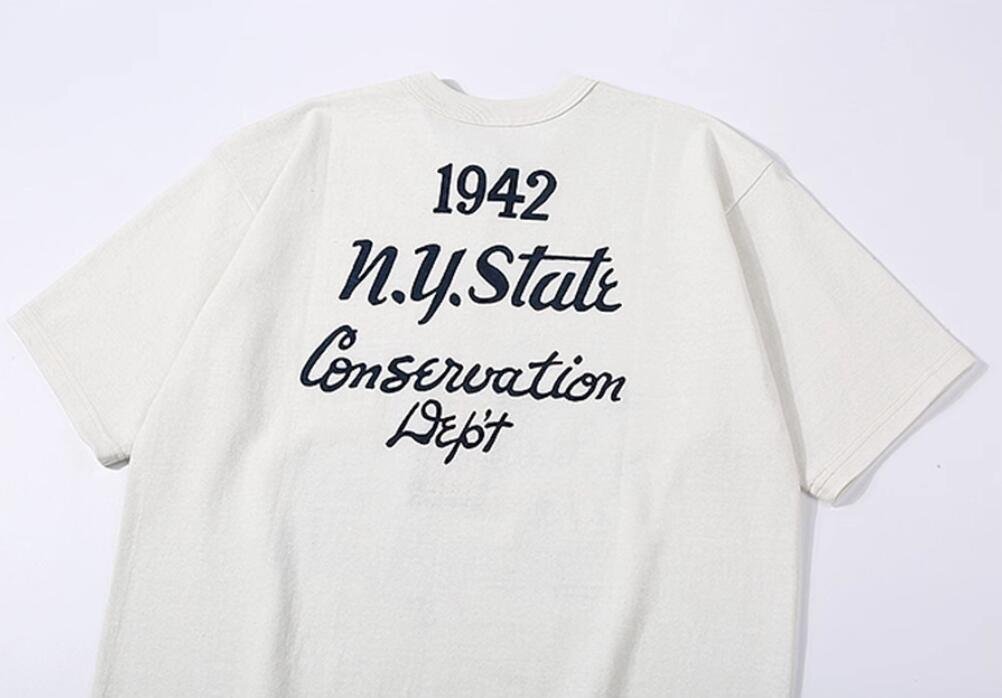 1942
N.Y. State
Conservation
Dep't